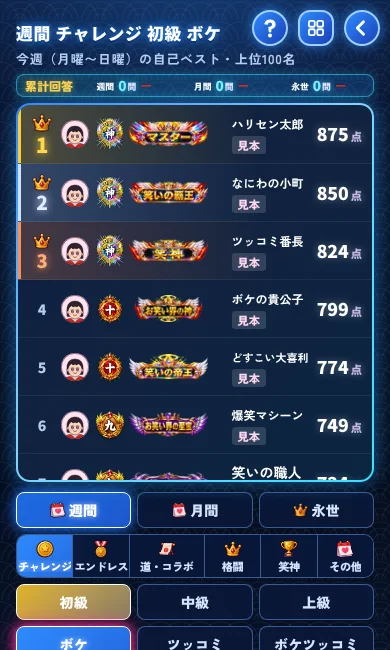 週間 チャレンジ 初級 ボケ
?
今週（月曜〜日曜）の自己ベスト・上位100名
累計回答 週間 0問 — 月間 0問 — 永世 0問 —
1 神 マスター ハリセン太郎 875点
見本
2 神 笑いの覇王 なにわの小町 850点
見本
3 神 笑神 ツッコミ番長 824点
見本
4 十 お笑い界の神 ボケの貴公子 799点
見本
5 十 笑いの帝王 どすこい大喜利 774点
見本
6 九 お笑い界の至宝 爆笑マシーン 749点
見本
笑いの職人
週間 月間 永世
チャレンジ エンドレス 道・コラボ 格闘 笑神 その他
初級 中級 上級
ボケ ツッコミ ボケツッコミ